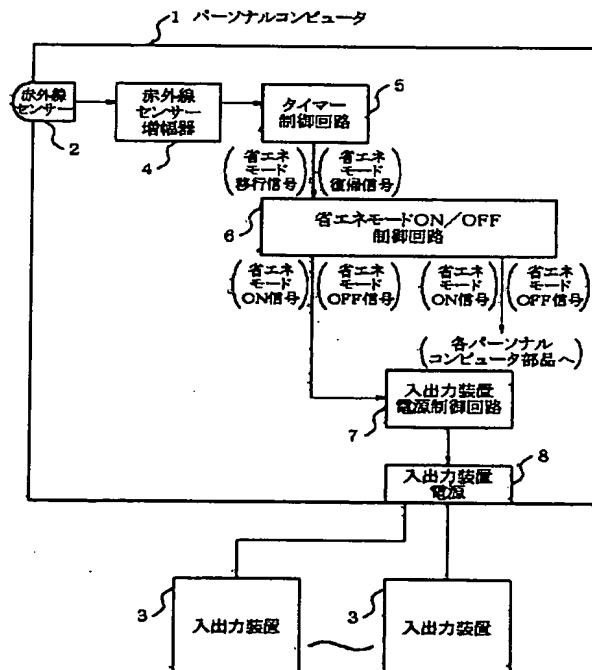 1 パーソナルコンピュータ
赤外線
センサー
2
赤外線
センサー
増幅器
4
タイマー
制御回路
5
省エネ
モード
移行信号
省エネ
モード
復帰信号
省エネモードON／OFF
制御回路
6
(省エネ
モード
ON信号)
(省エネ
モード
OFF信号)
(省エネ
モード
ON信号)
(省エネ
モード
OFF信号)
(各パーソナル
コンピュータ部品へ)
入出力装置
電源制御回路
7
入出力装置
電源
8
3
入出力装置
3
入出力装置